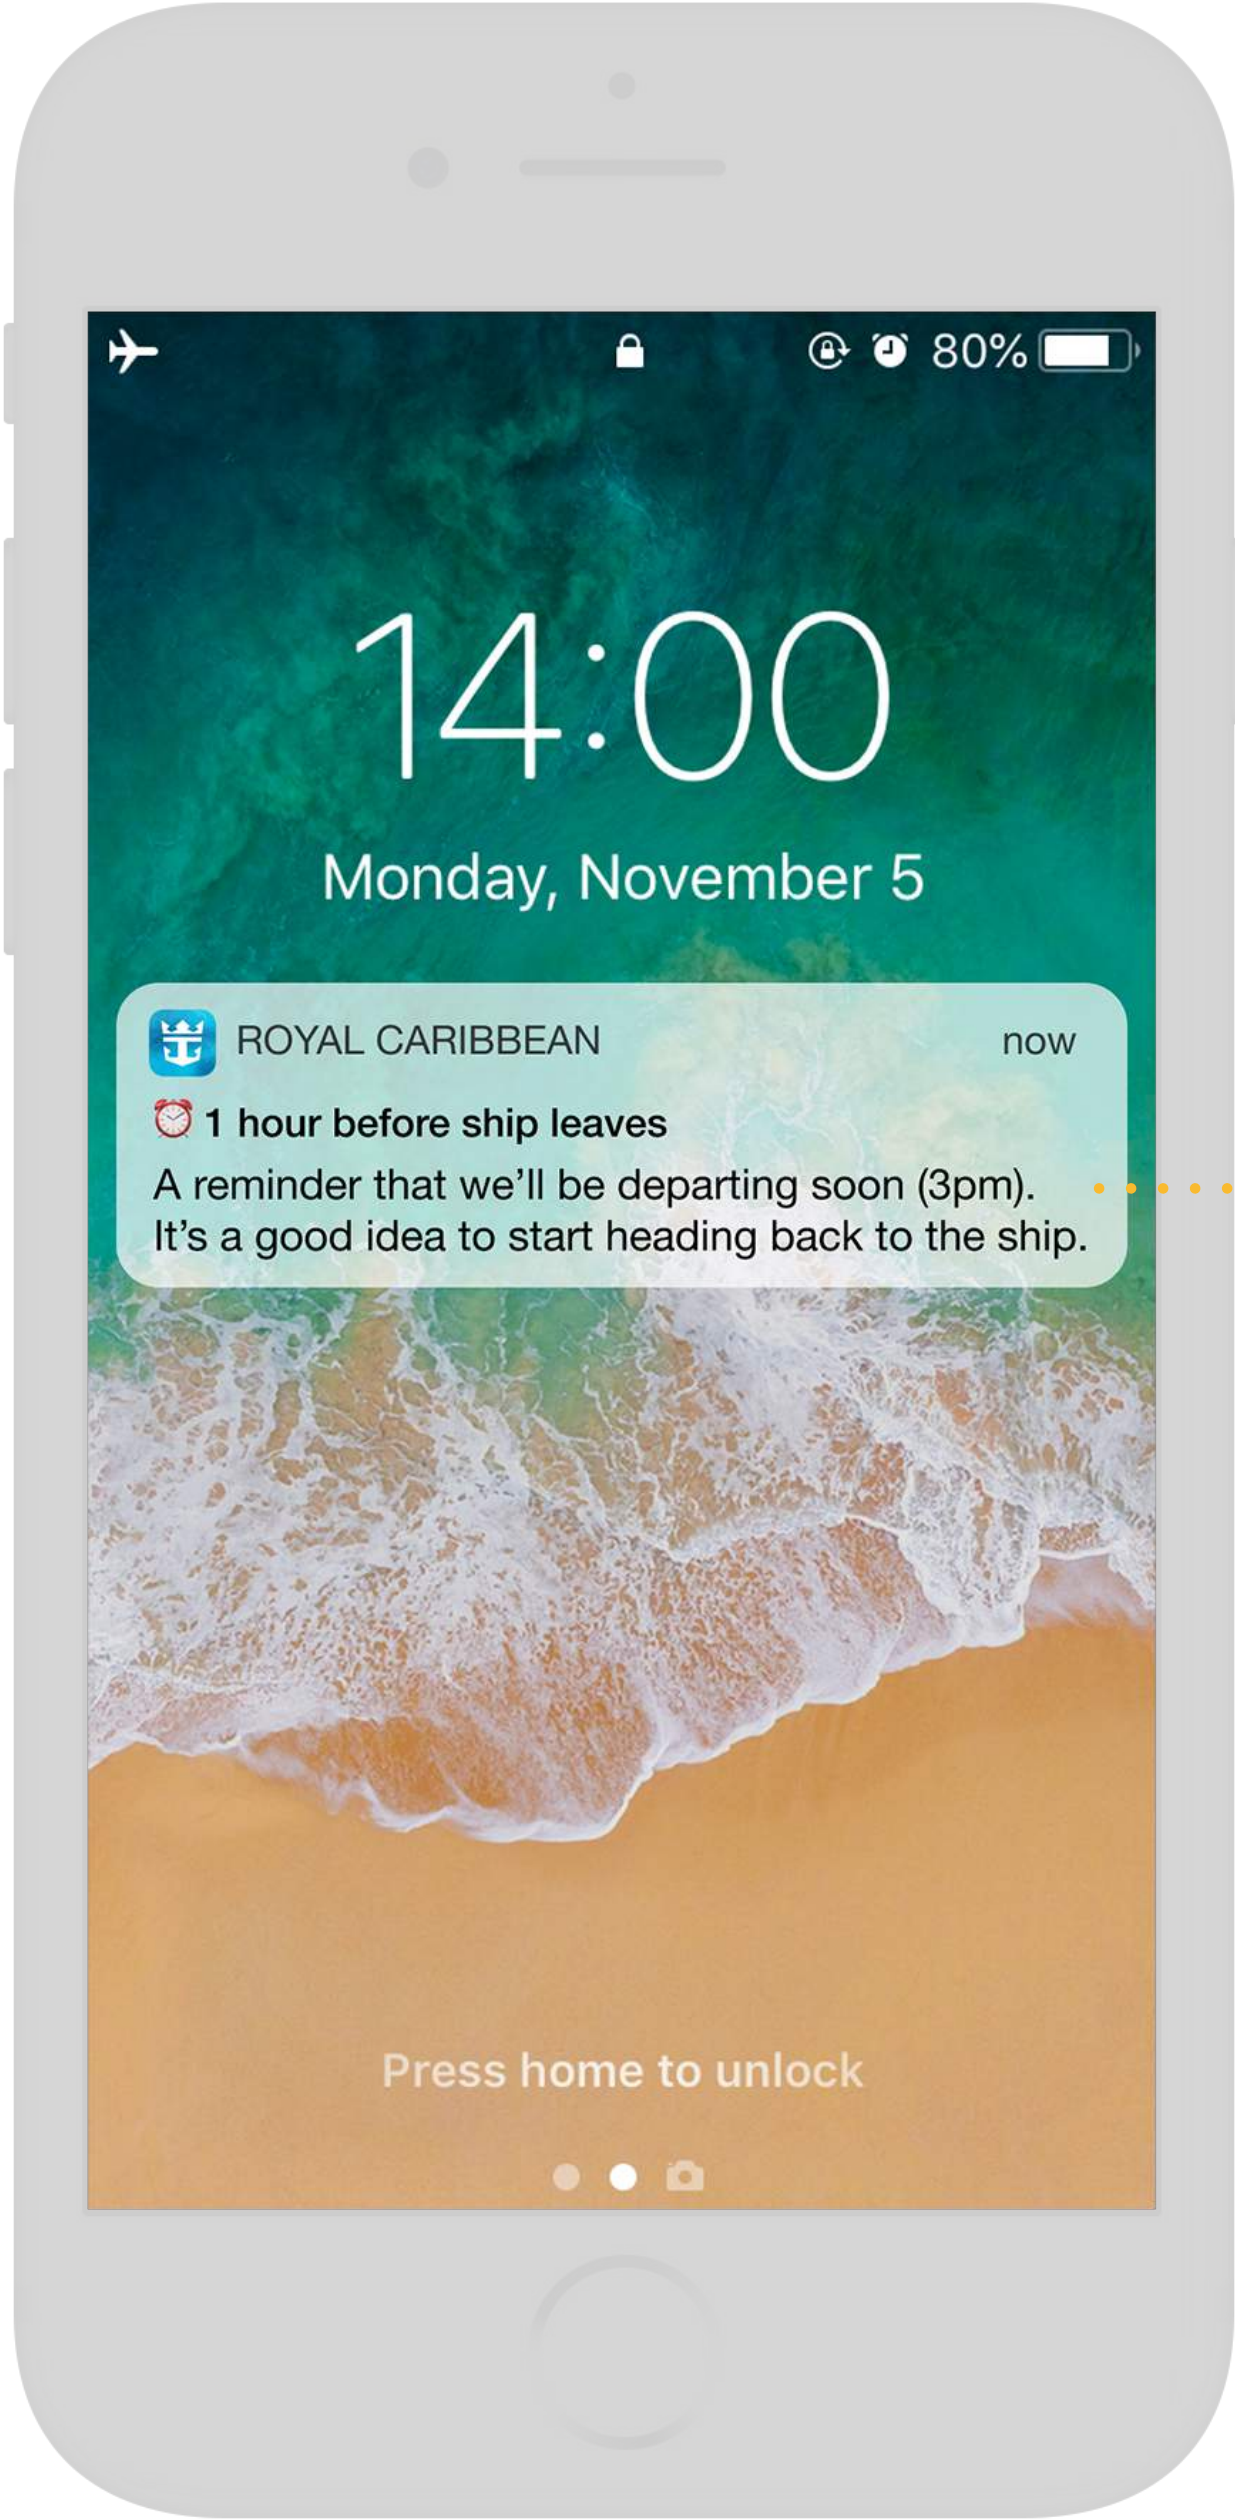 80%
14:00
Monday, November 5
ROYAL CARIBBEAN now
⏰ 1 hour before ship leaves
A reminder that we’ll be departing soon (3pm).
It’s a good idea to start heading back to the ship.
Press home to unlock